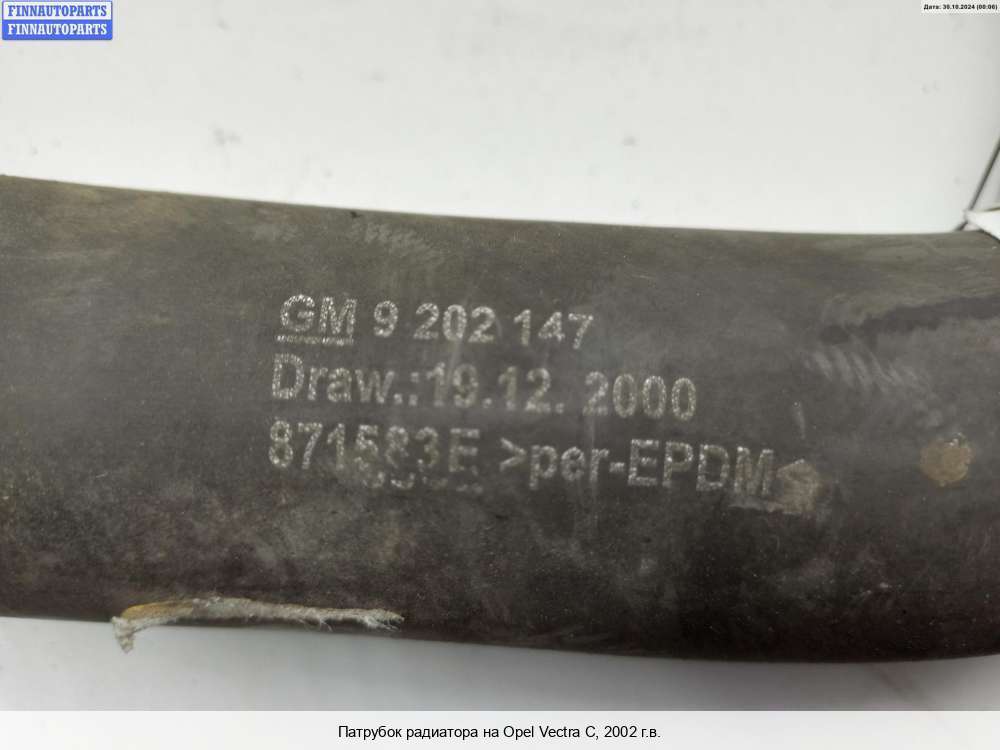 FINNAUTOPARTS
FINNAUTOPARTS
Дата: 30.10.2024 (00:06)
GM 9 202 147
Draw.:19.12. 2000
871583E >per-EPDM
Патрубок радиатора на Opel Vectra C, 2002 г.в.